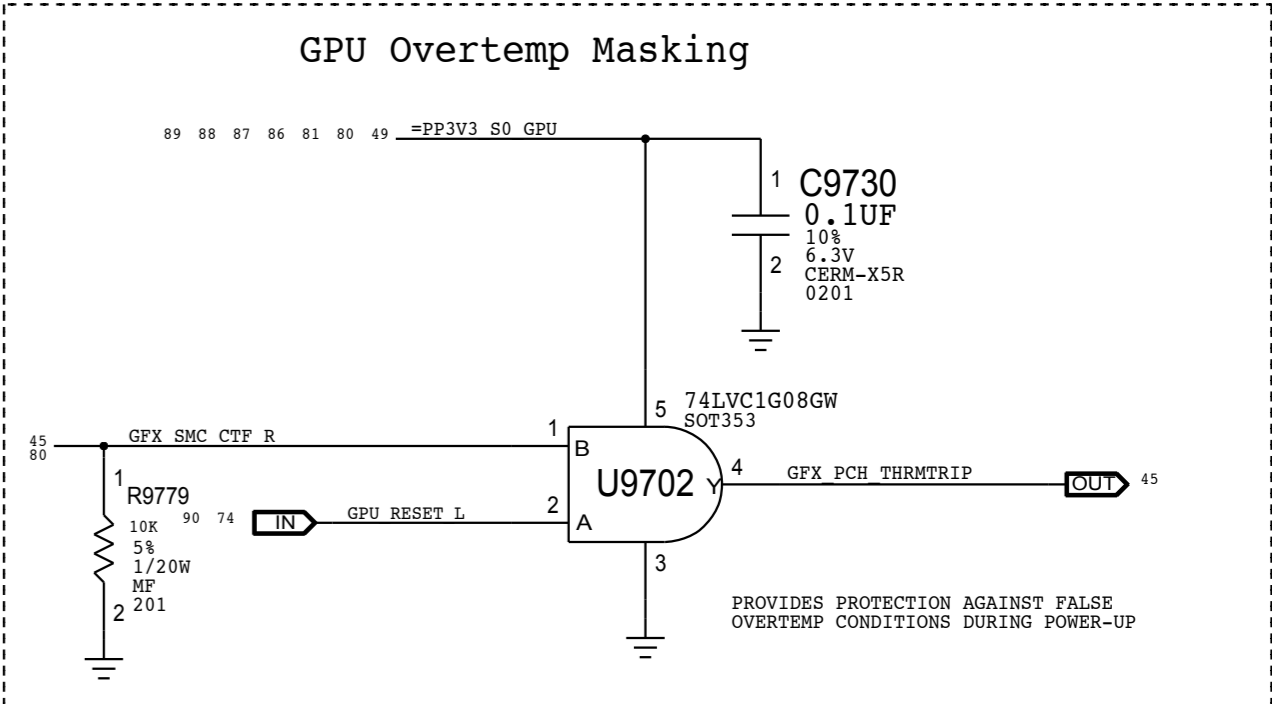 GPU Overtemp Masking
89 88 87 86 81 80 49 =PP3V3 S0 GPU
1
C9730
0.1UF
10%
6.3V
CERM-X5R
0201
2
5
74LVC1G08GW
SOT353
45
80
GFX SMC CTF R
1
B
U9702
Y
4
GFX_PCH_THRMTRIP
OUT
45
1
R9779
10K
5%
1/20W
MF
201
2
90 74
IN
GPU RESET L
2
A
3
PROVIDES PROTECTION AGAINST FALSE
OVERTEMP CONDITIONS DURING POWER-UP